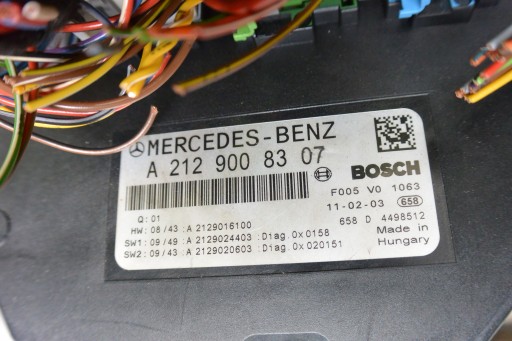 MERCEDES-BENZ
A 212 900 83 07
BOSCH
F005 V0 1063
11-02-03 658
Q: 01
658 D 4498512
HW: 08/43: A 2129016100
Made in
SW1: 09/49: A 2129024403: Diag.0x0158
Hungary
SW2: 09/43: A 2129020603: Diag.0x020151